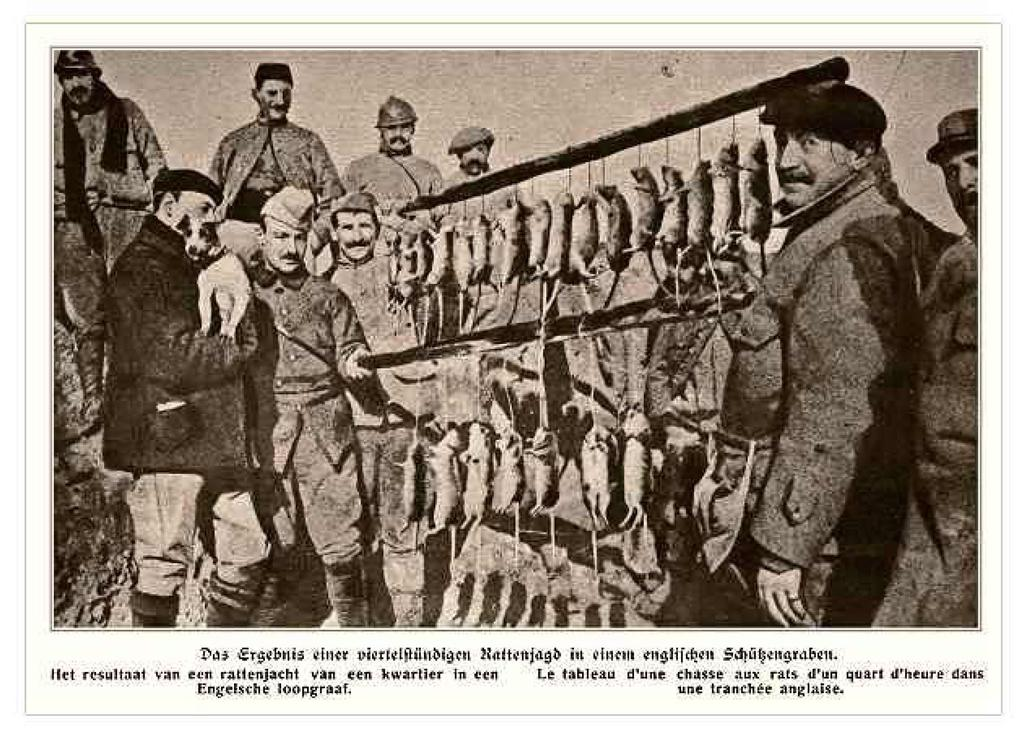 Das Ergebnis einer viertelstündigen Rattenjagd in einem englischen Schützengraben.
Het resultaat van een rattenjacht van een kwartier in een
Engelsche loopgraaf.
Le tableau d'une chasse aux rats d'un quart d'heure dans
une tranchée anglaise.